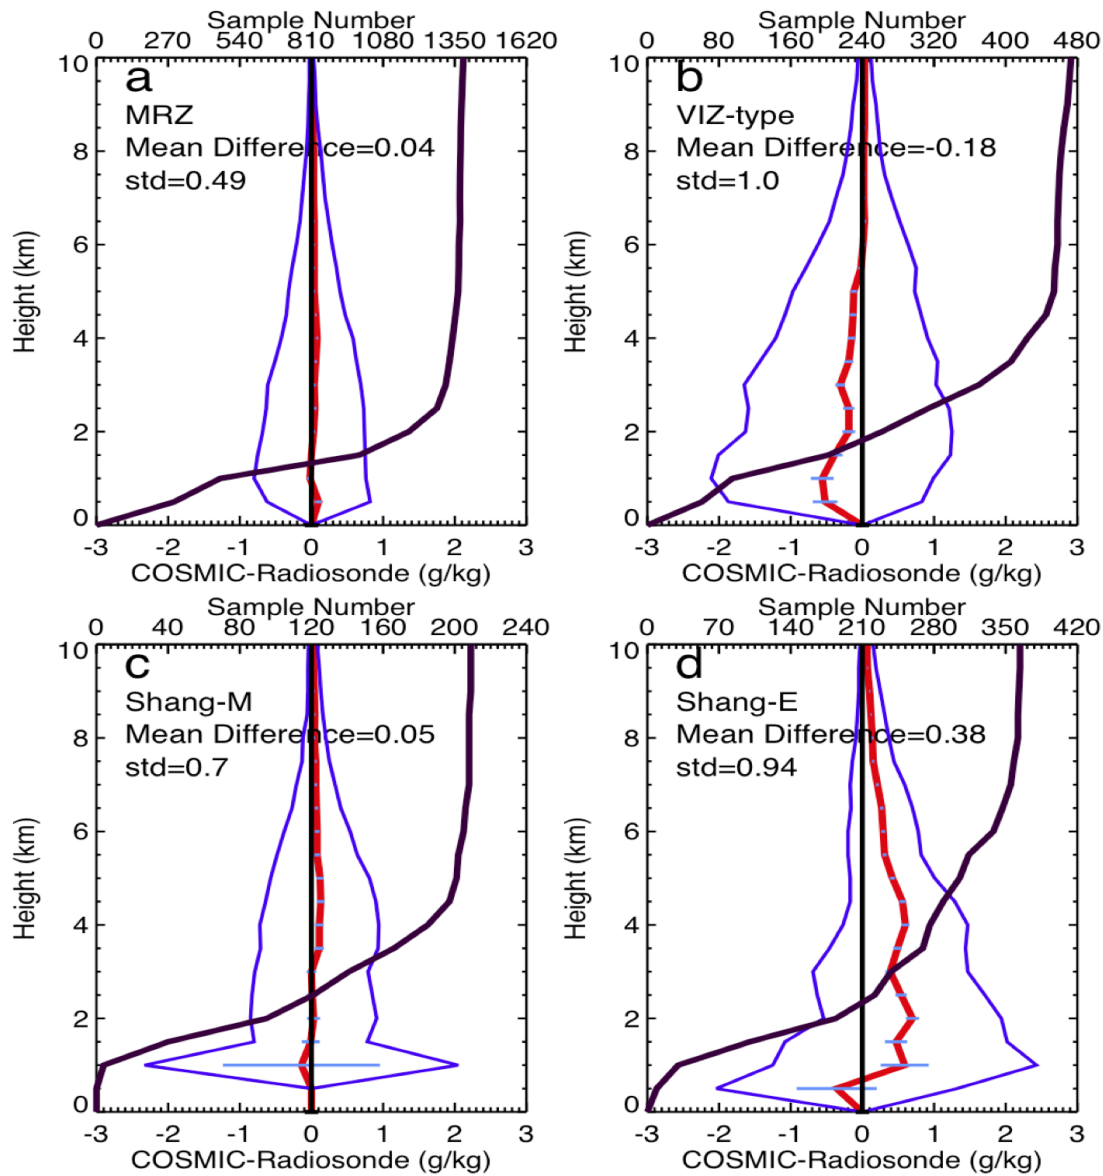 Sample Number
0 270 540 810 1080 1350 1620
10
8
6
4
2
0
Height (km)
a
MRZ
Mean Difference=0.04
std=0.49
-3 -2 -1 0 1 2 3
COSMIC-Radiosonde (g/kg)
Sample Number
0 80 160 240 320 400 480
10
8
6
4
2
0
Height (km)
b
VIZ-type
Mean Difference=-0.18
std=1.0
-3 -2 -1 0 1 2 3
COSMIC-Radiosonde (g/kg)
Sample Number
0 40 80 120 160 200 240
10
8
6
4
2
0
Height (km)
c
Shang-M
Mean Difference=0.05
std=0.7
-3 -2 -1 0 1 2 3
COSMIC-Radiosonde (g/kg)
Sample Number
0 70 140 210 280 350 420
10
8
6
4
2
0
Height (km)
d
Shang-E
Mean Difference=0.38
std=0.94
-3 -2 -1 0 1 2 3
COSMIC-Radiosonde (g/kg)